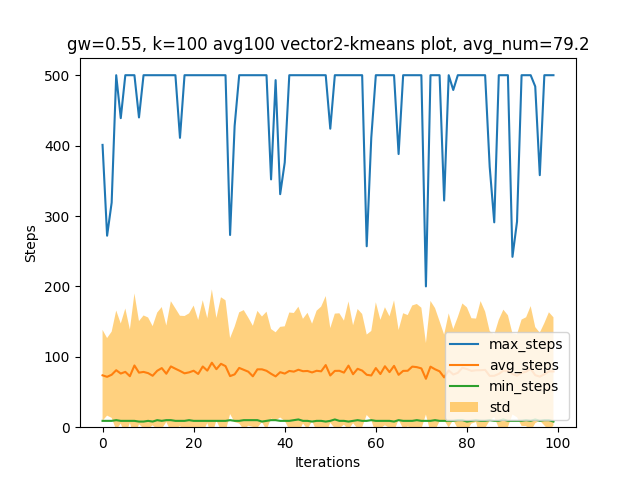 gw=0.55, k=100 avg100 vector2-kmeans plot, avg_num=79.2
500
400
300
200
100
0
Steps
max_steps
avg_steps
min_steps
std
0
20
40
60
80
100
Iterations